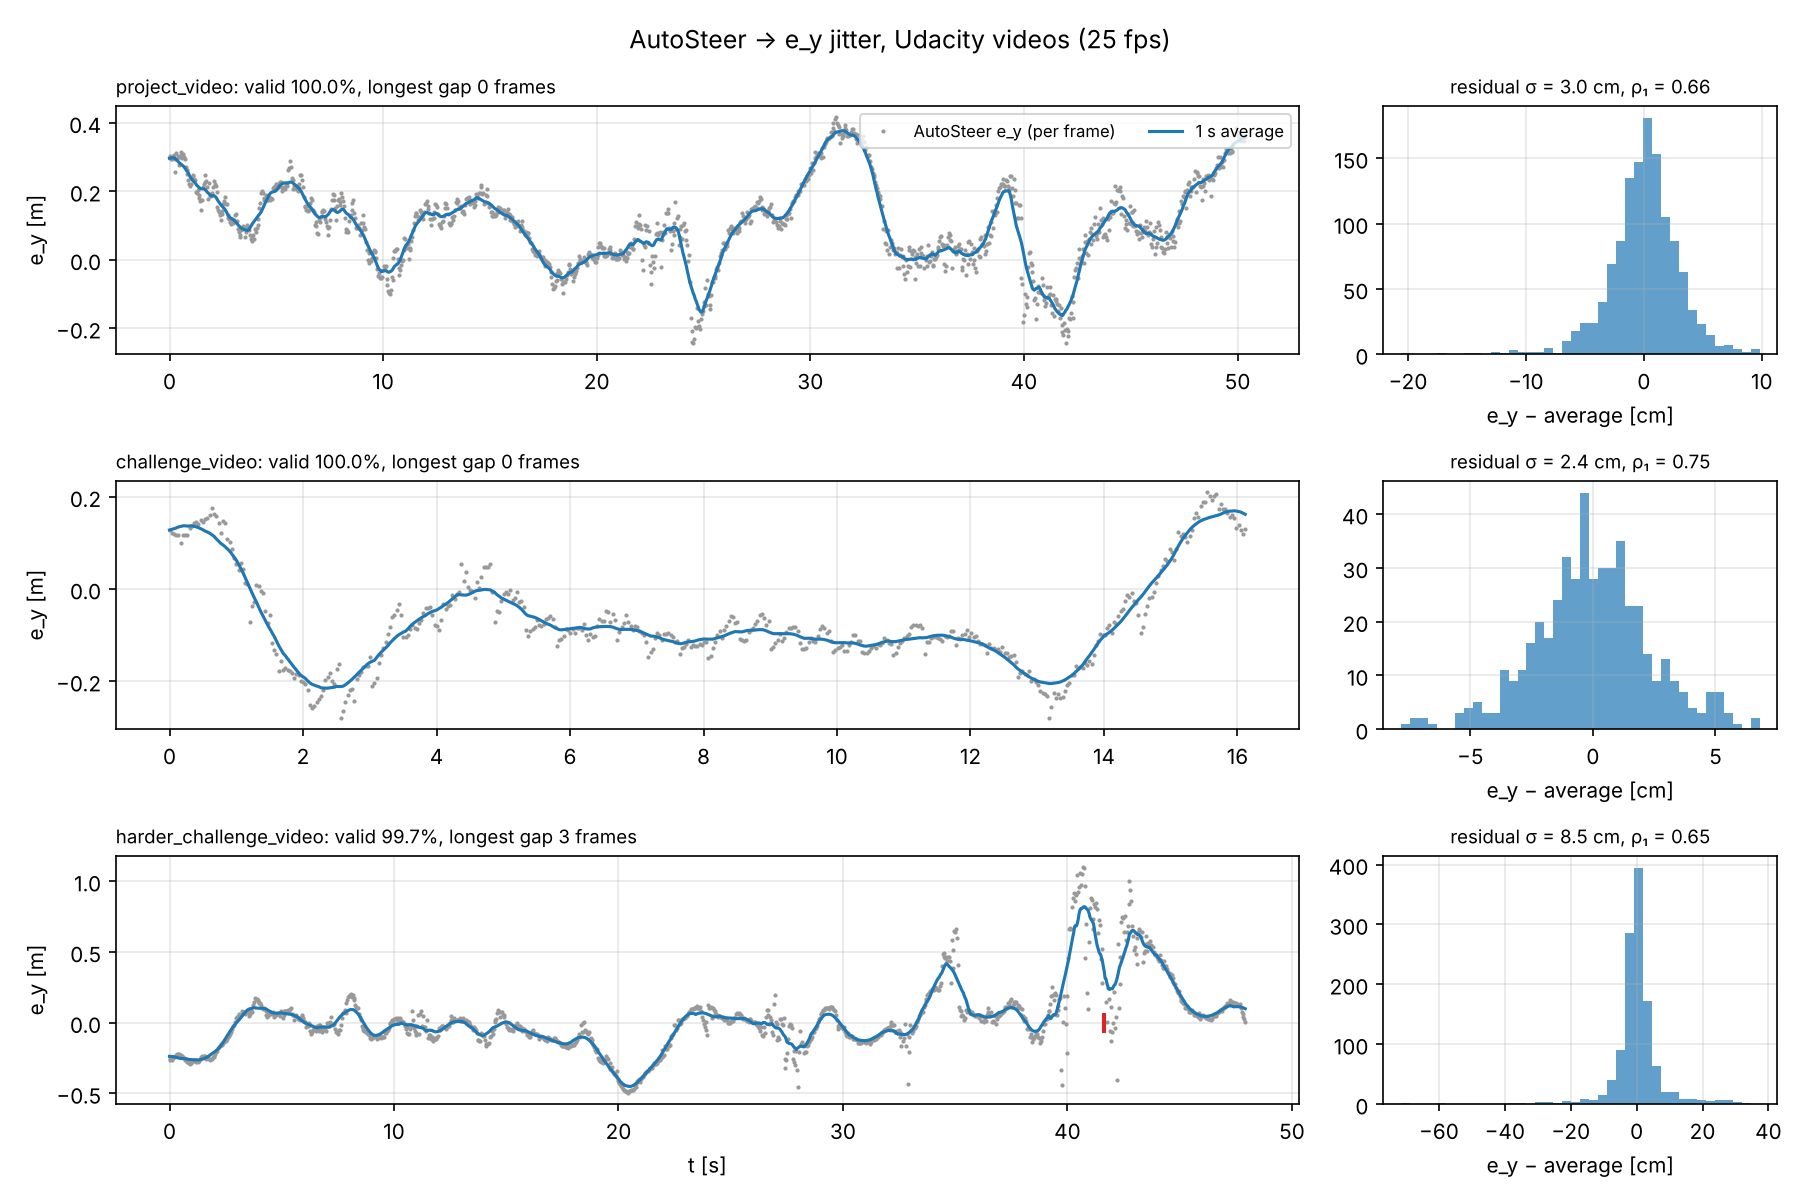 AutoSteer → e_y jitter, Udacity videos (25 fps)
project_video: valid 100.0%, longest gap 0 frames
e_y [m]
0.4
0.2
0.0
−0.2
AutoSteer e_y (per frame)
1 s average
0 10 20 30 40 50
residual σ = 3.0 cm, ρ₁ = 0.66
150
100
50
0
−20 −10 0 10
e_y − average [cm]
challenge_video: valid 100.0%, longest gap 0 frames
e_y [m]
0.2
0.0
−0.2
0 2 4 6 8 10 12 14 16
residual σ = 2.4 cm, ρ₁ = 0.75
40
30
20
10
0
−5 0 5
e_y − average [cm]
harder_challenge_video: valid 99.7%, longest gap 3 frames
e_y [m]
1.0
0.5
0.0
−0.5
0 10 20 30 40 50
t [s]
residual σ = 8.5 cm, ρ₁ = 0.65
400
300
200
100
0
−60 −40 −20 0 20 40
e_y − average [cm]